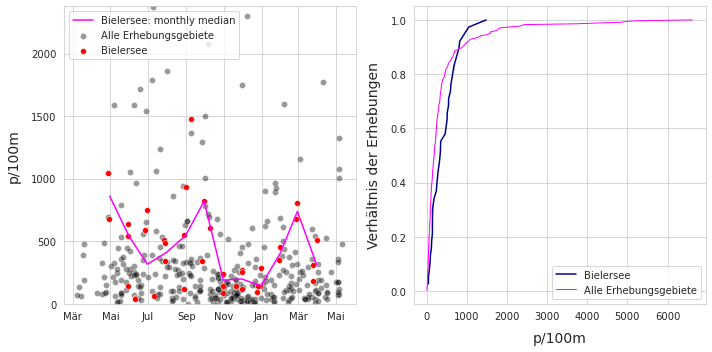 Bielersee: monthly median
Alle Erhebungsgebiete
Bielersee
p/100m
2000
1500
1000
500
0
Mär
Mai
Jul
Sep
Nov
Jan
Mär
Mai
Verhältnis der Erhebungen
1.0
0.8
0.6
0.4
0.2
0.0
Bielersee
Alle Erhebungsgebiete
0
1000
2000
3000
4000
5000
6000
p/100m